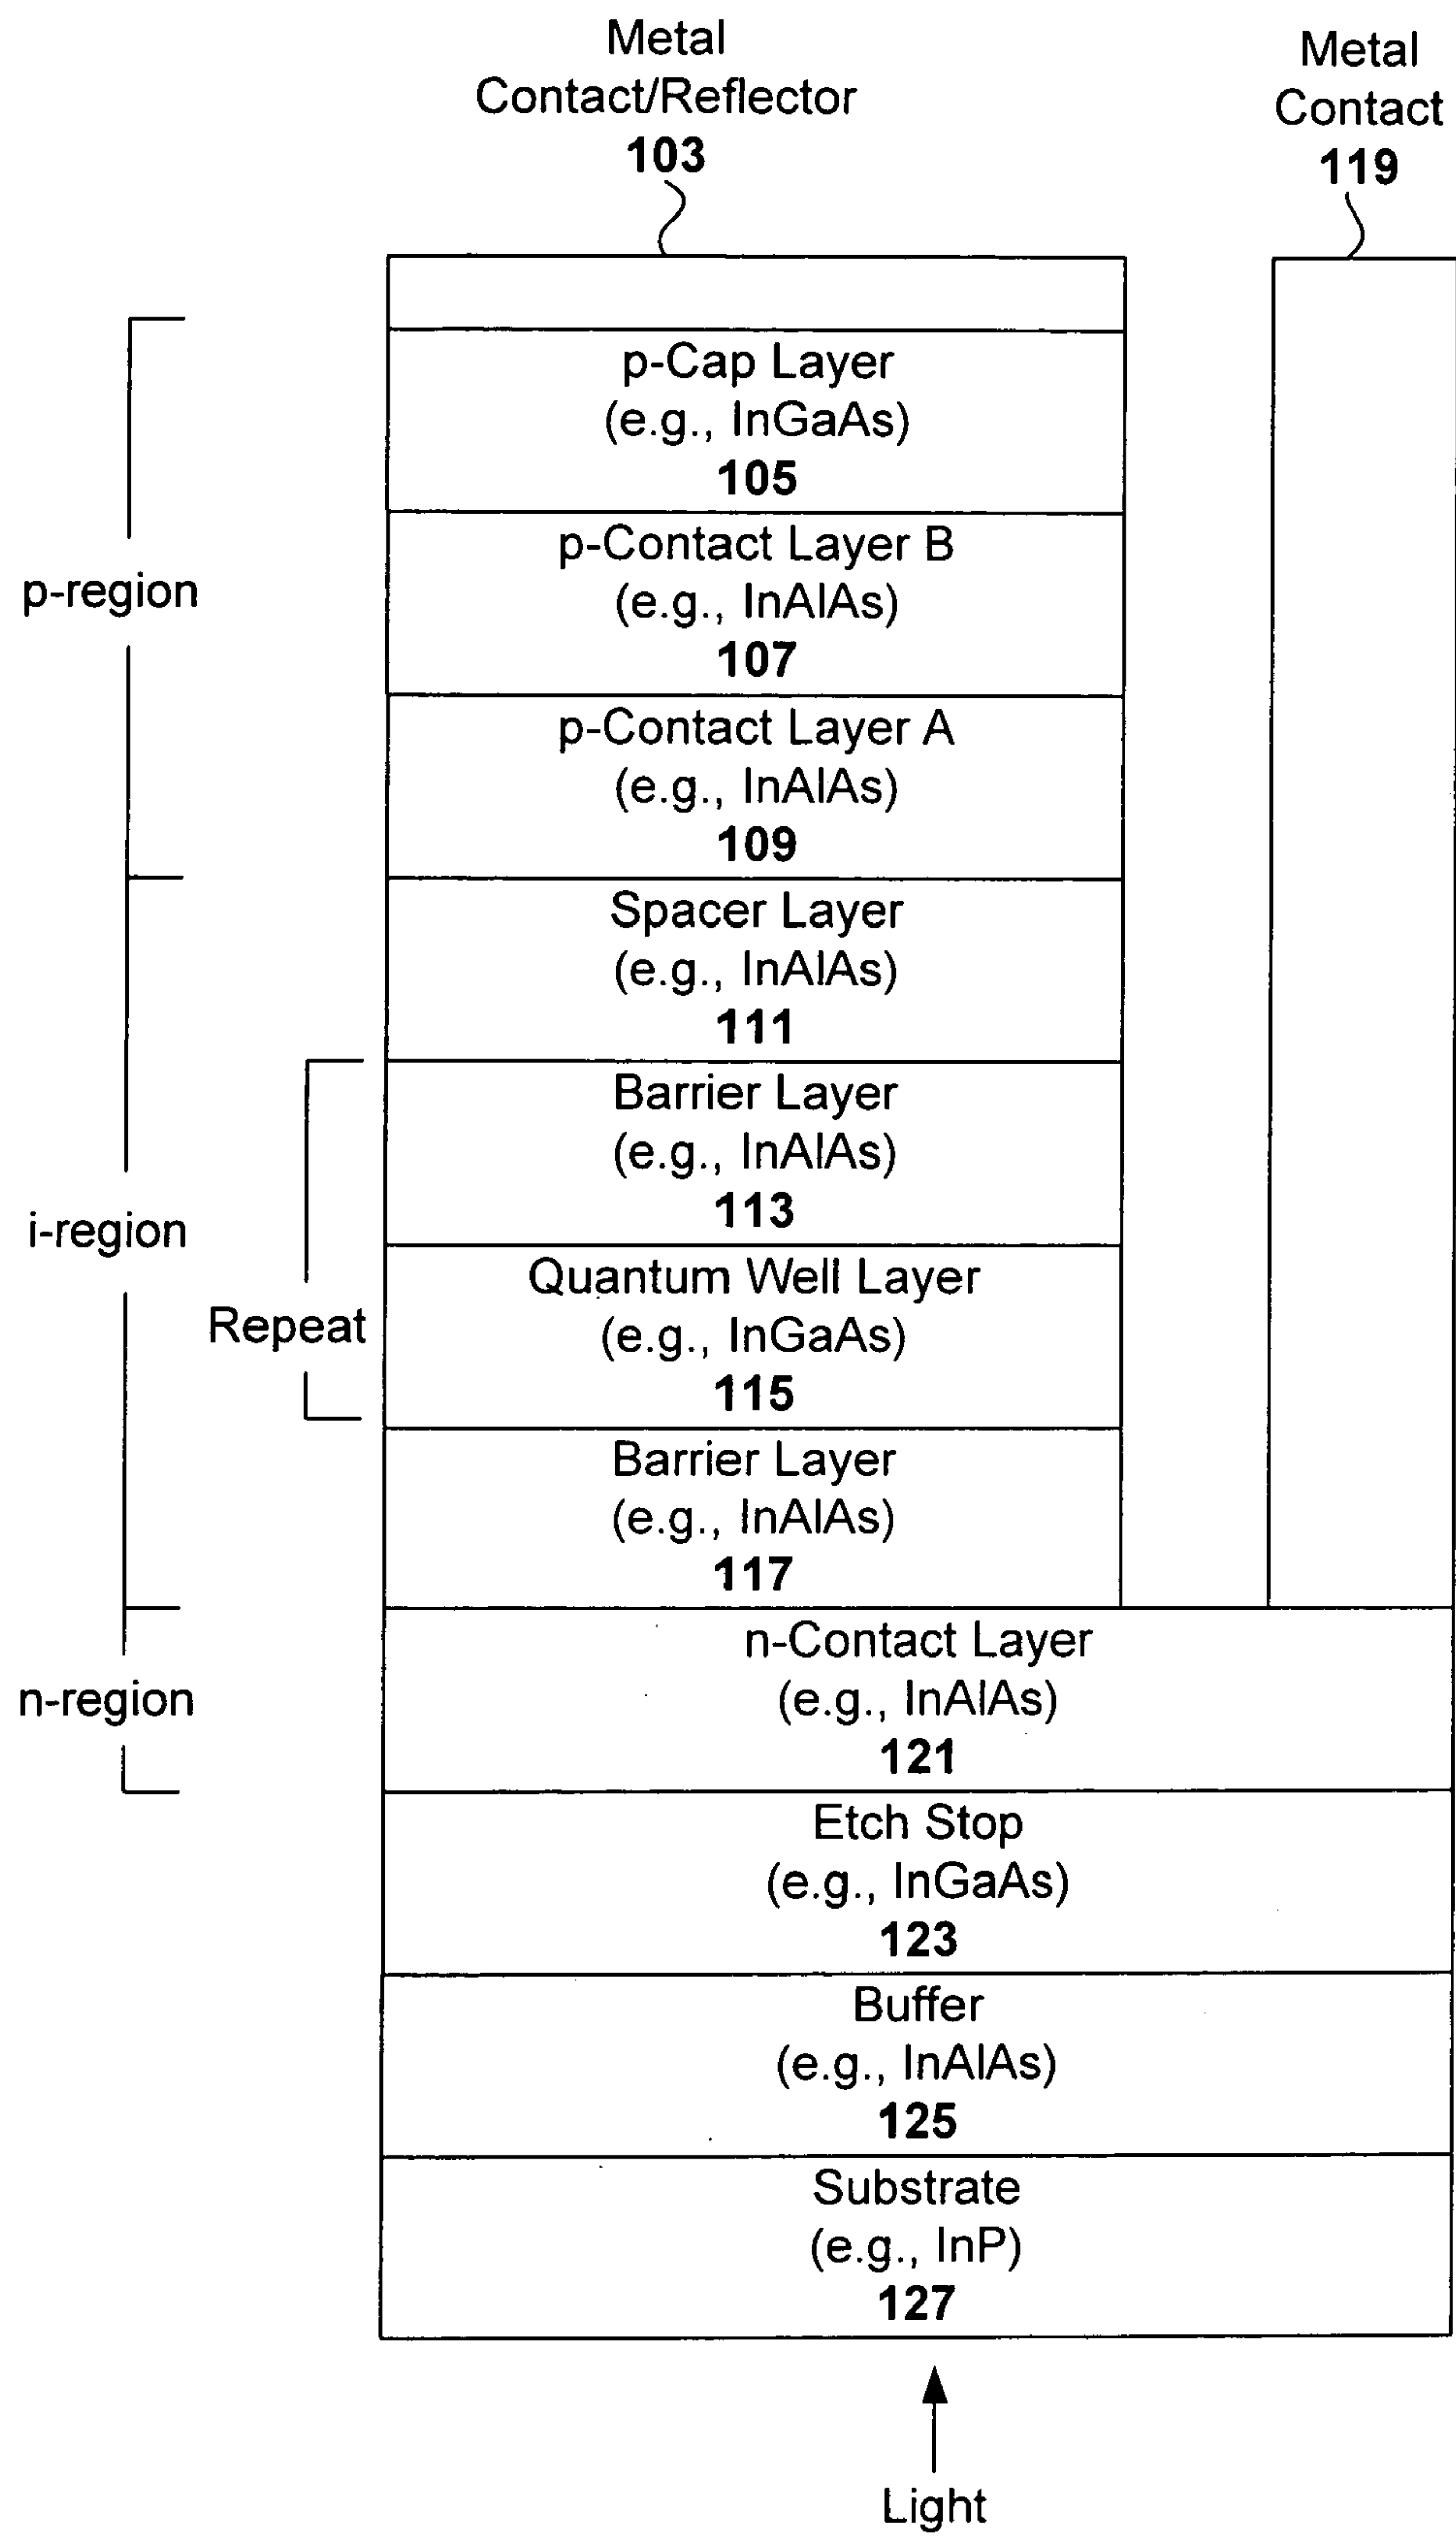 Metal
Contact/Reflector
103
Metal
Contact
119
p-Cap Layer
(e.g., InGaAs)
105
p-Contact Layer B
(e.g., InAlAs)
107
p-region
p-Contact Layer A
(e.g., InAlAs)
109
Spacer Layer
(e.g., InAlAs)
111
Barrier Layer
(e.g., InAlAs)
113
i-region
Quantum Well Layer
(e.g., InGaAs)
115
Repeat
Barrier Layer
(e.g., InAlAs)
117
n-Contact Layer
(e.g., InAlAs)
121
n-region
Etch Stop
(e.g., InGaAs)
123
Buffer
(e.g., InAlAs)
125
Substrate
(e.g., InP)
127
Light